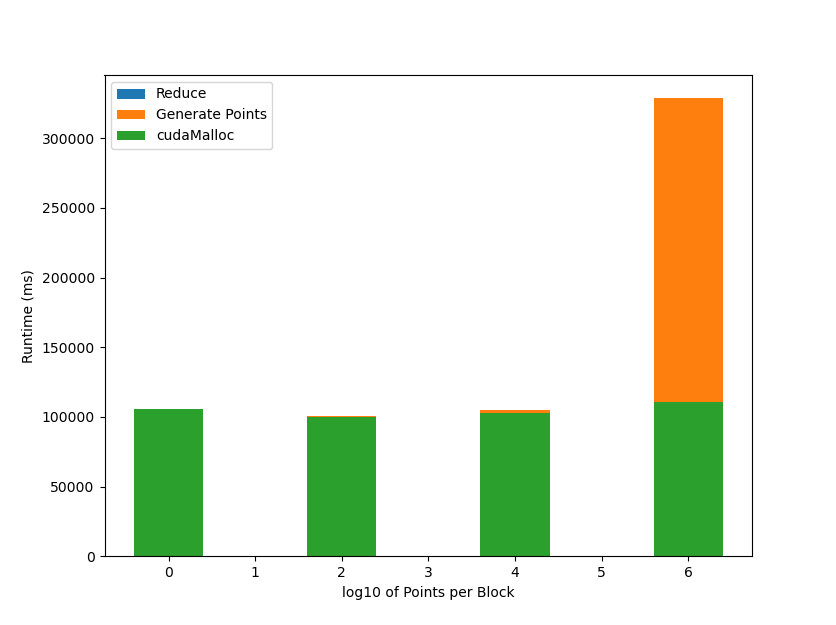 Reduce
Generate Points
cudaMalloc
300000
250000
200000
150000
100000
50000
0
Runtime (ms)
0 1 2 3 4 5 6
log10 of Points per Block